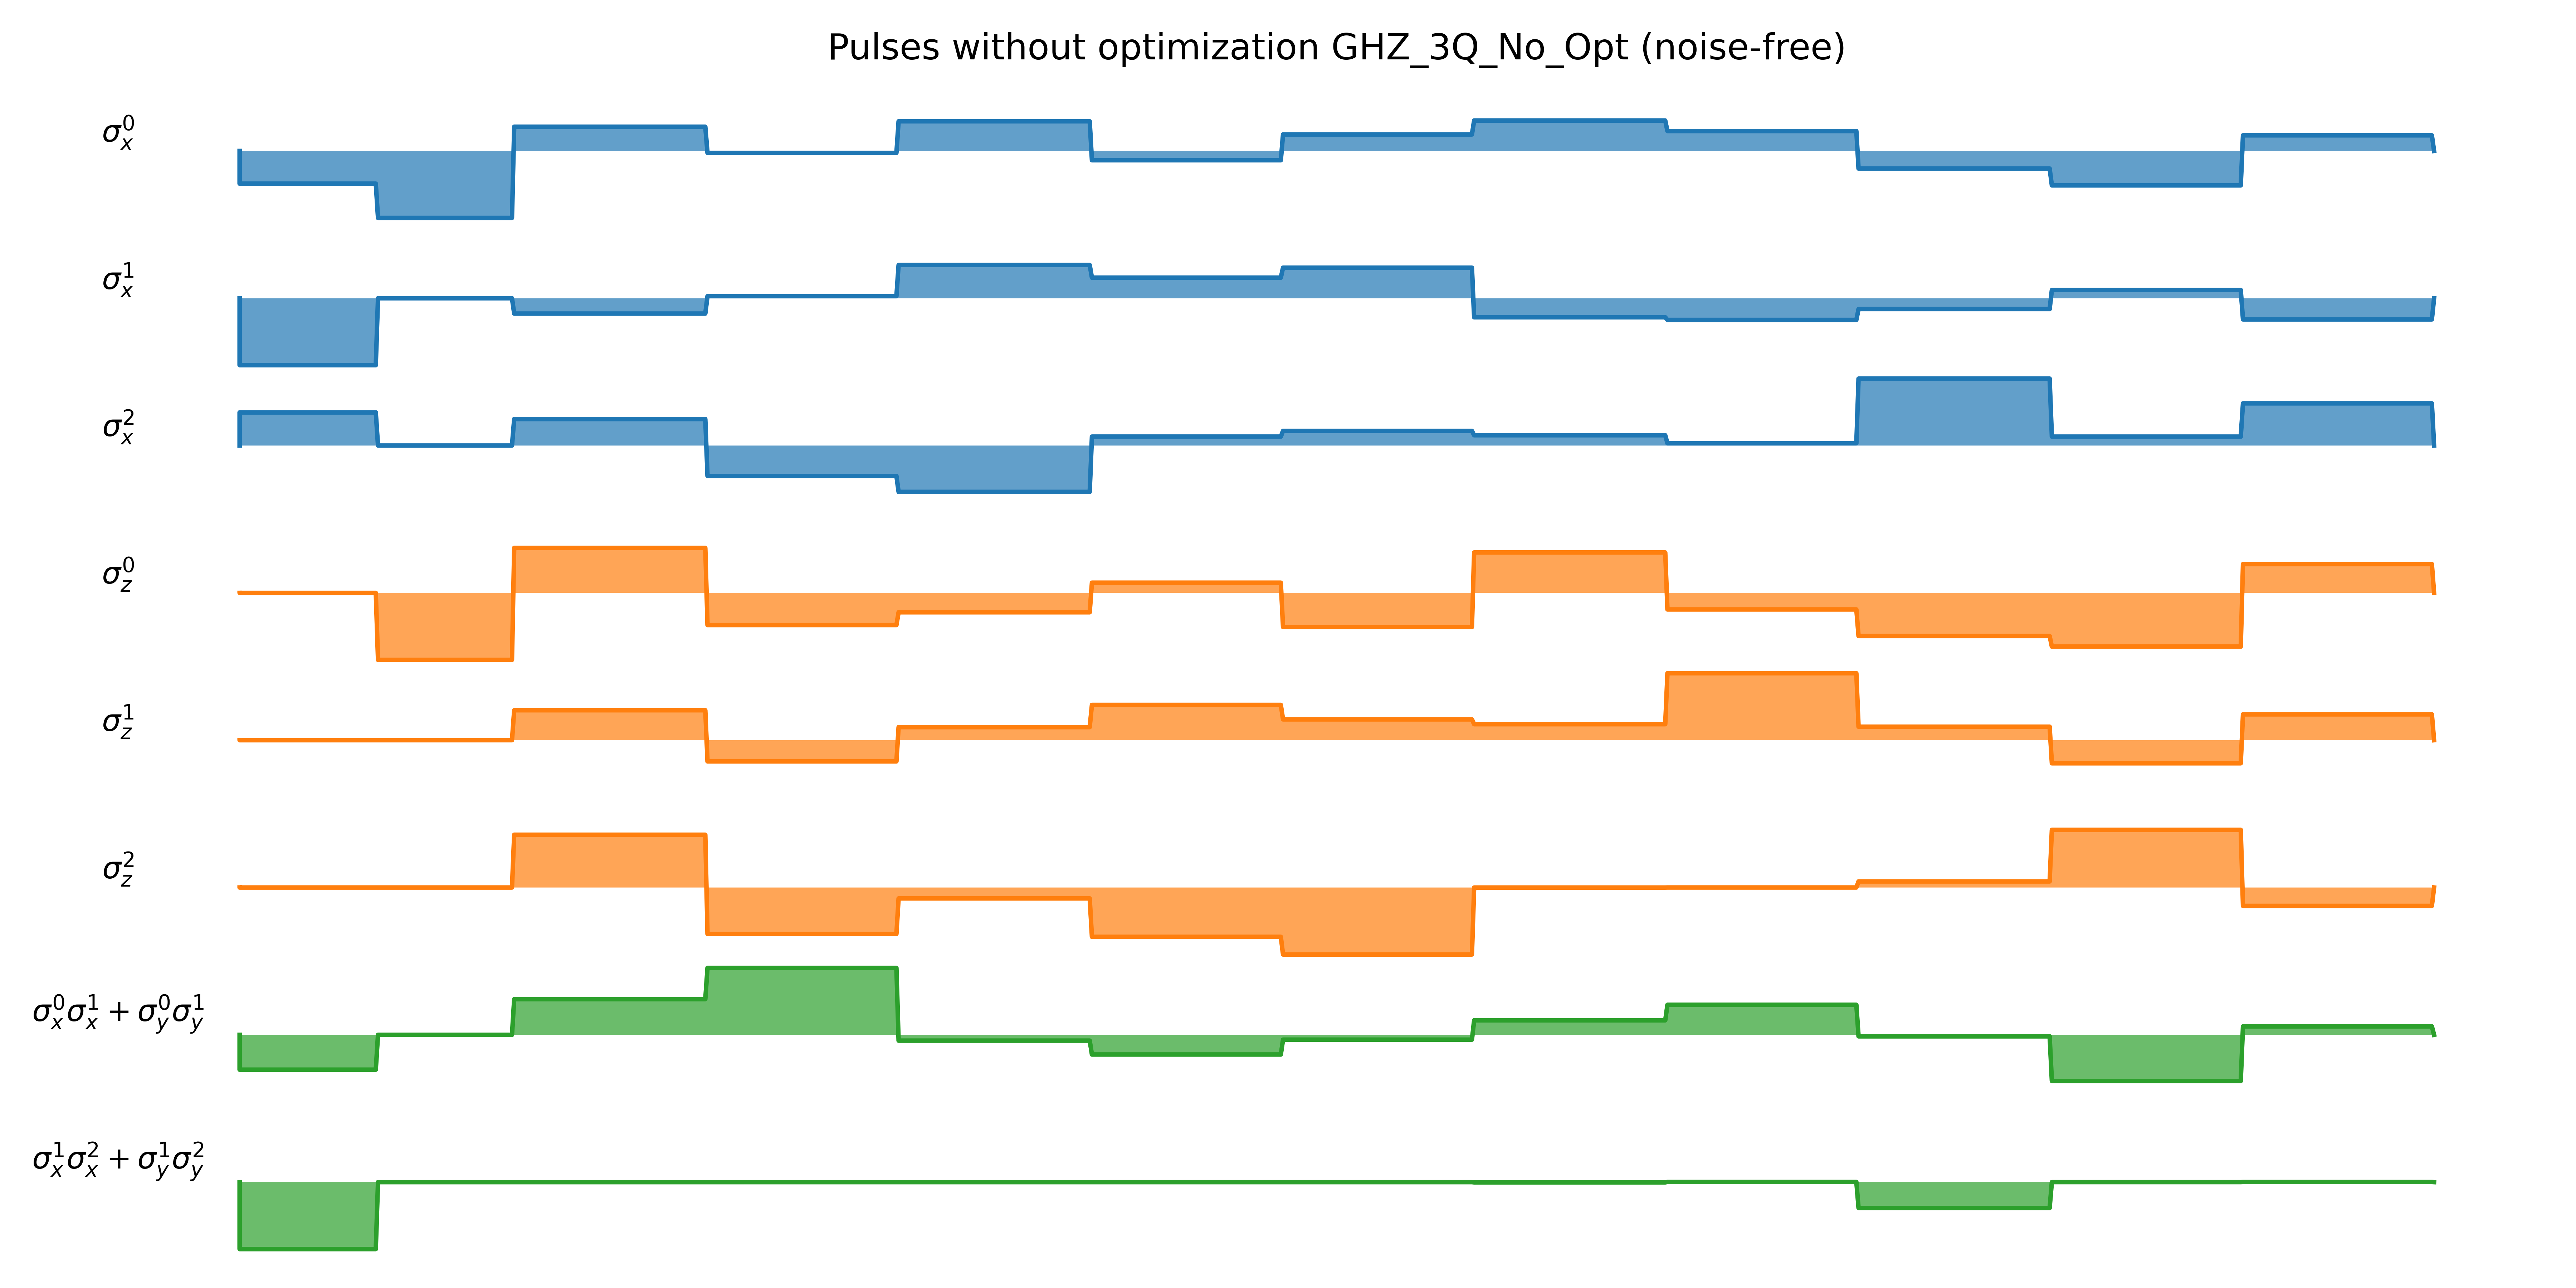 Pulses without optimization GHZ_3Q_No_Opt (noise-free)
σ_x^0
σ_x^1
σ_x^2
σ_z^0
σ_z^1
σ_z^2
σ_x^0σ_x^1 + σ_y^0σ_y^1
σ_x^1σ_x^2 + σ_y^1σ_y^2